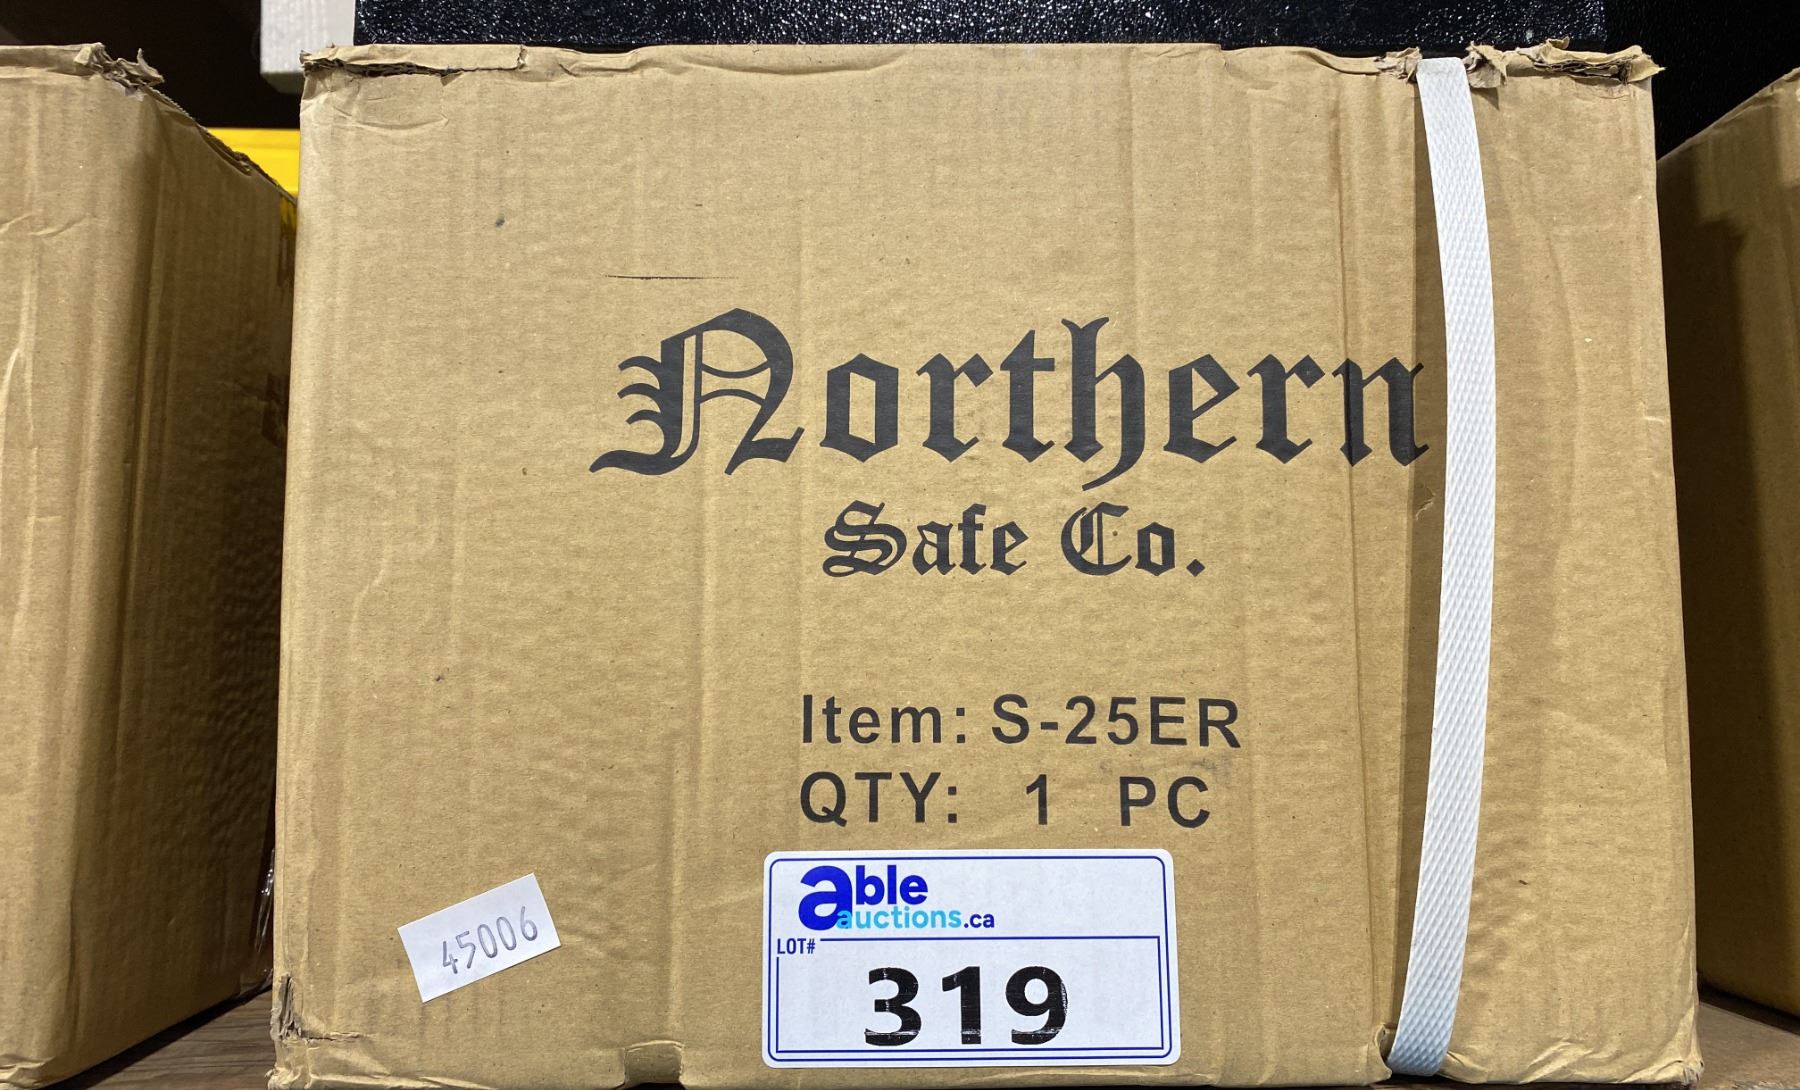 Northern
Safe Co.
Item: S-25ER
QTY: 1 PC
able
auctions.ca
LOT#
319
45006